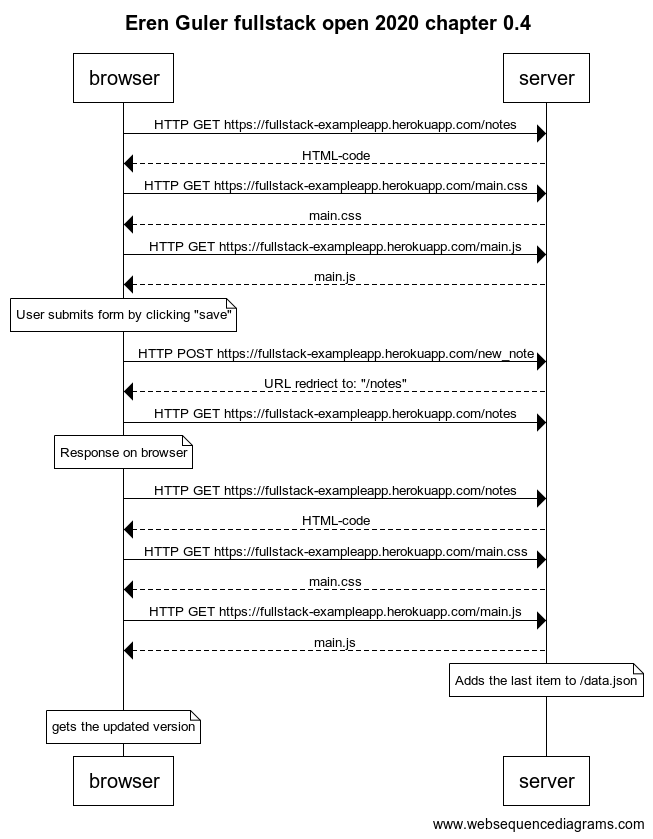 Eren Guler fullstack open 2020 chapter 0.4
browser
server
HTTP GET https://fullstack-exampleapp.herokuapp.com/notes
HTML-code
HTTP GET https://fullstack-exampleapp.herokuapp.com/main.css
main.css
HTTP GET https://fullstack-exampleapp.herokuapp.com/main.js
main.js
User submits form by clicking "save"
HTTP POST https://fullstack-exampleapp.herokuapp.com/new_note
URL redriect to: "/notes"
HTTP GET https://fullstack-exampleapp.herokuapp.com/notes
Response on browser
HTTP GET https://fullstack-exampleapp.herokuapp.com/notes
HTML-code
HTTP GET https://fullstack-exampleapp.herokuapp.com/main.css
main.css
HTTP GET https://fullstack-exampleapp.herokuapp.com/main.js
main.js
Adds the last item to /data.json
gets the updated version
browser
server
www.websequencediagrams.com